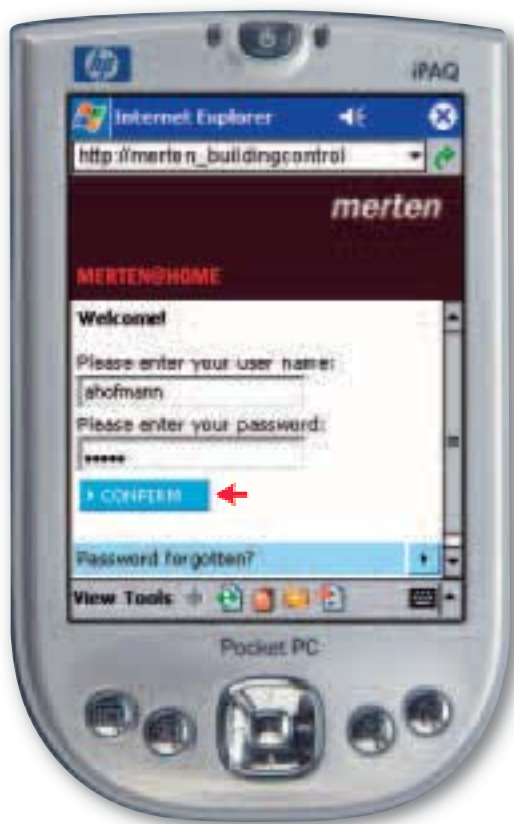 hp
iPAQ
Internet Explorer
http://merten_buildingcontrol
merten
MERTEN@HOME
Welcome!
Please enter your user name:
ahofmann
Please enter your password:
•••••
CONFIRM
Password forgotten?
View Tools
Pocket PC